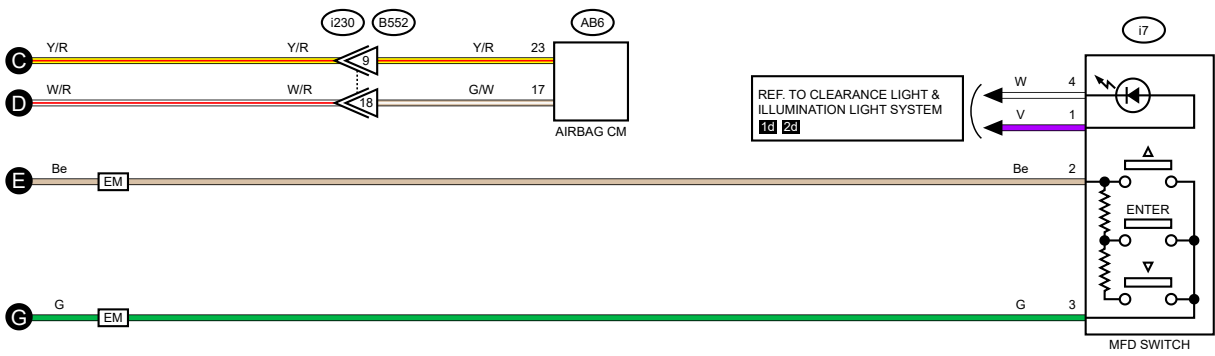 i230 B552 AB6 i7
C Y/R Y/R 9 Y/R 23
D W/R W/R 18 G/W 17
AIRBAG CM
REF. TO CLEARANCE LIGHT &
ILLUMINATION LIGHT SYSTEM
1d 2d
W 4
V 1
E Be EM Be 2
ENTER
G G EM G 3
MFD SWITCH